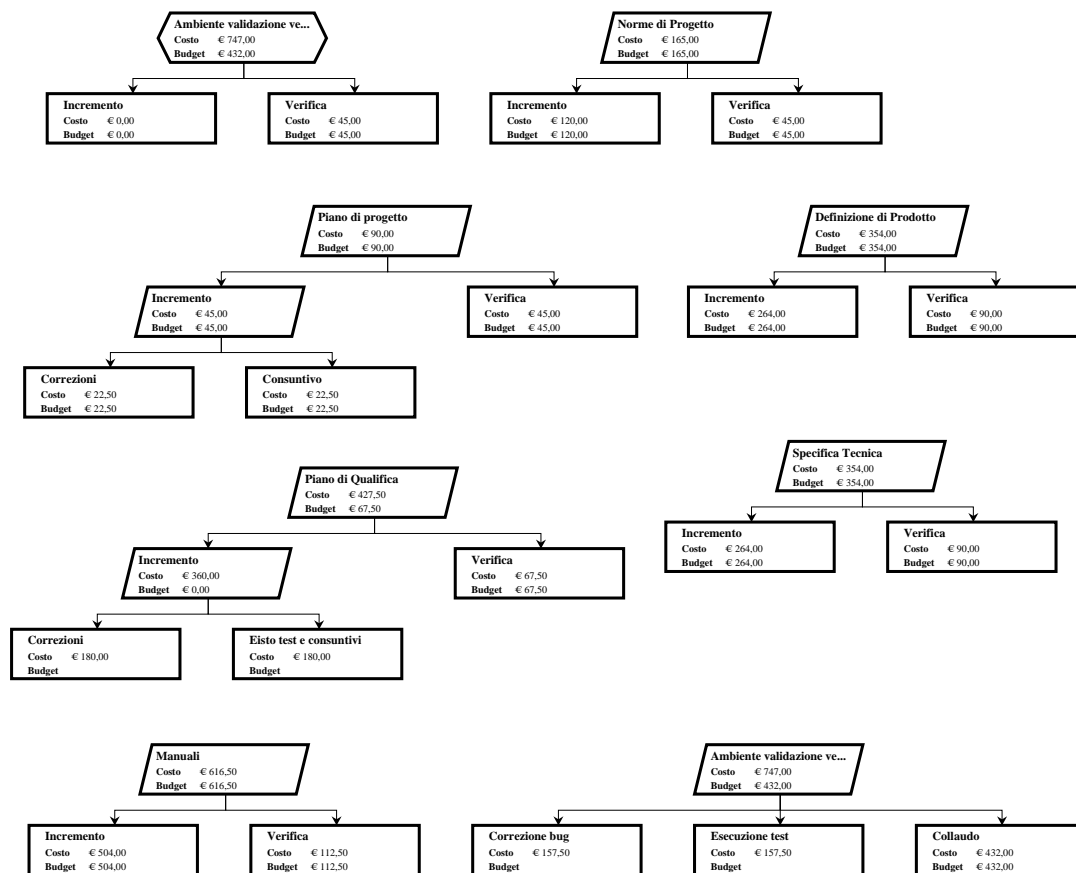 Ambiente validazione ve...
Costo € 747,00
Budget € 432,00
Norme di Progetto
Costo € 165,00
Budget € 165,00
Incremento
Costo € 0,00
Budget € 0,00
Verifica
Costo € 45,00
Budget € 45,00
Incremento
Costo € 120,00
Budget € 120,00
Verifica
Costo € 45,00
Budget € 45,00
Piano di progetto
Costo € 90,00
Budget € 90,00
Definizione di Prodotto
Costo € 354,00
Budget € 354,00
Incremento
Costo € 45,00
Budget € 45,00
Verifica
Costo € 45,00
Budget € 45,00
Incremento
Costo € 264,00
Budget € 264,00
Verifica
Costo € 90,00
Budget € 90,00
Correzioni
Costo € 22,50
Budget € 22,50
Consuntivo
Costo € 22,50
Budget € 22,50
Specifica Tecnica
Costo € 354,00
Budget € 354,00
Piano di Qualifica
Costo € 427,50
Budget € 67,50
Incremento
Costo € 264,00
Budget € 264,00
Verifica
Costo € 90,00
Budget € 90,00
Incremento
Costo € 360,00
Budget € 0,00
Verifica
Costo € 67,50
Budget € 67,50
Correzioni
Costo € 180,00
Budget
Eisto test e consuntivi
Costo € 180,00
Budget
Manuali
Costo € 616,50
Budget € 616,50
Ambiente validazione ve...
Costo € 747,00
Budget € 432,00
Incremento
Costo € 504,00
Budget € 504,00
Verifica
Costo € 112,50
Budget € 112,50
Correzione bug
Costo € 157,50
Budget
Esecuzione test
Costo € 157,50
Budget
Collaudo
Costo € 432,00
Budget € 432,00